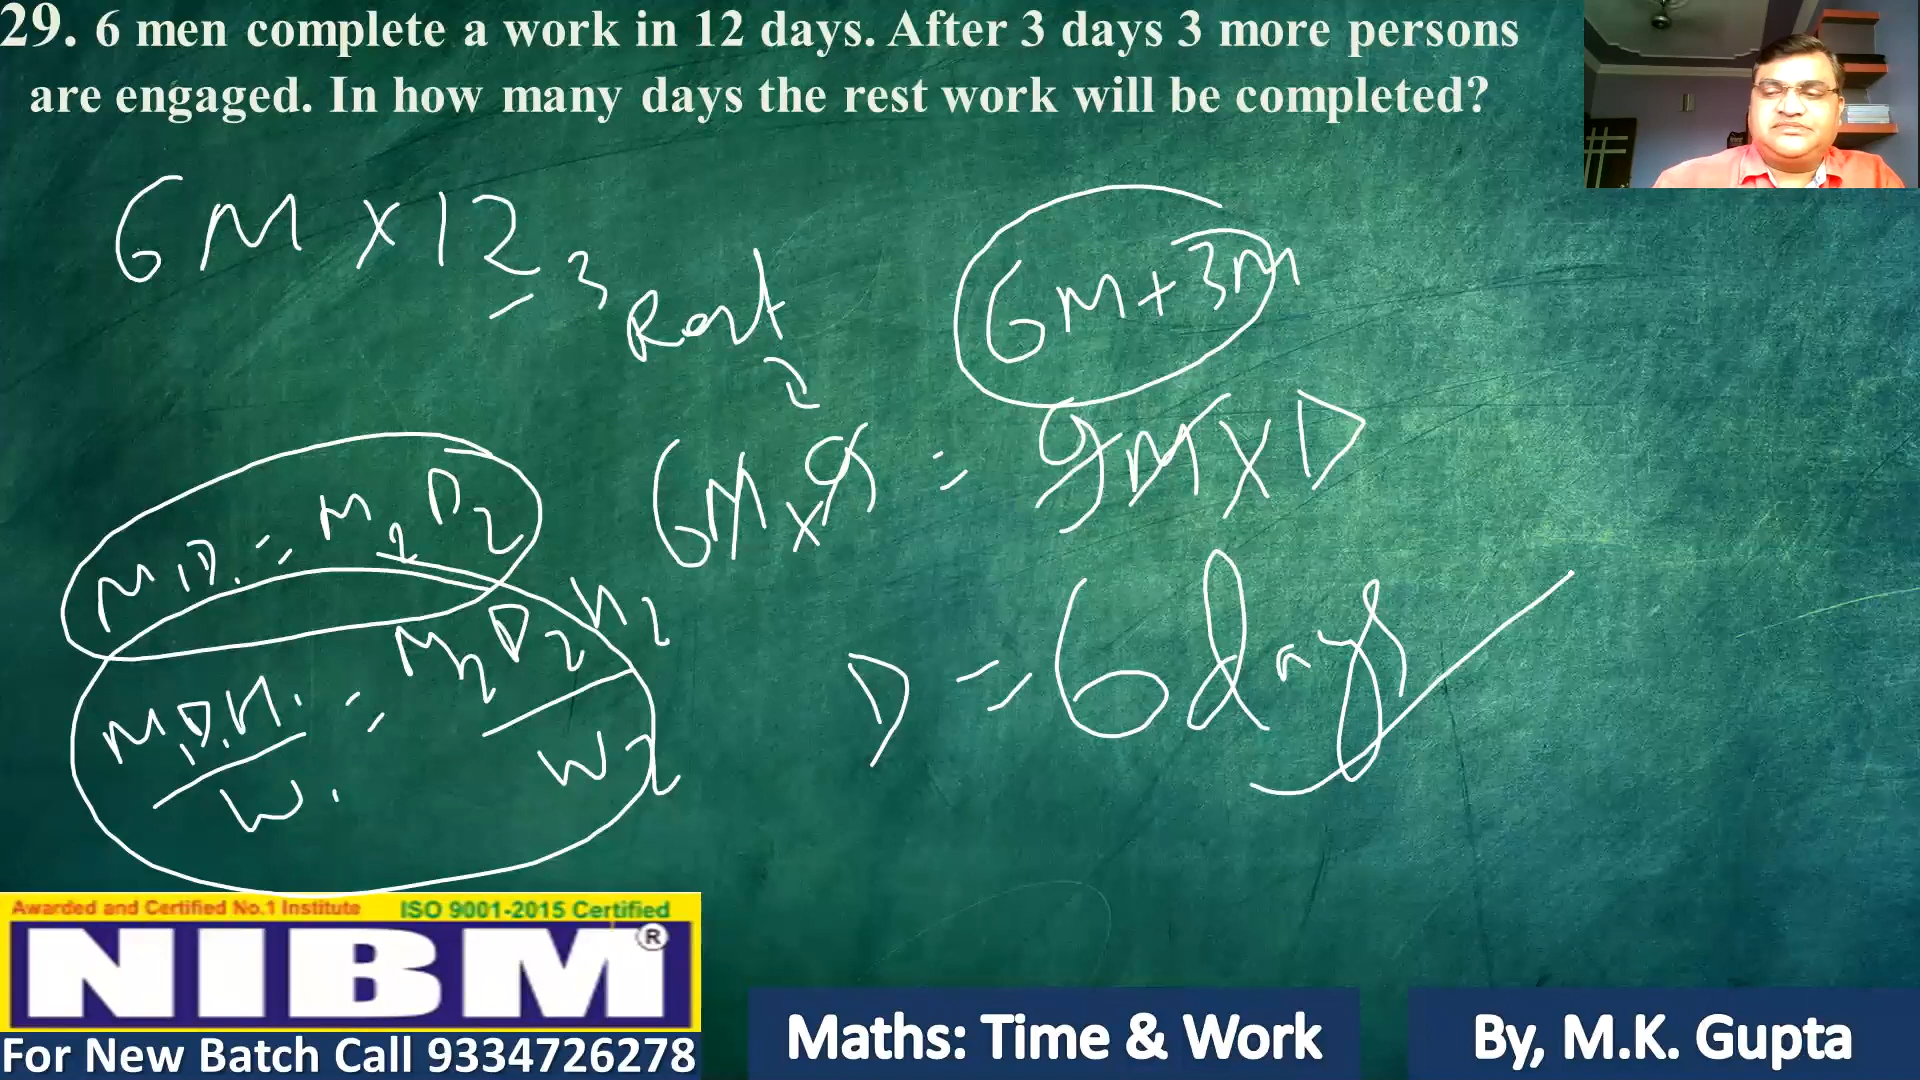 29. 6 men complete a work in 12 days. After 3 days 3 more persons
are engaged. In how many days the rest work will be completed?
6M × 12
- 3
Rest
6M + 3M
6M × 9 = 9M × D
D = 6 days
M1D1 = M2D2
M1D1H1 / W1 = M2D2H2 / W2
Awarded and Certified No.1 Institute ISO 9001-2015 Certified
NIBM ®
For New Batch Call 9334726278
Maths: Time & Work
By, M.K. Gupta